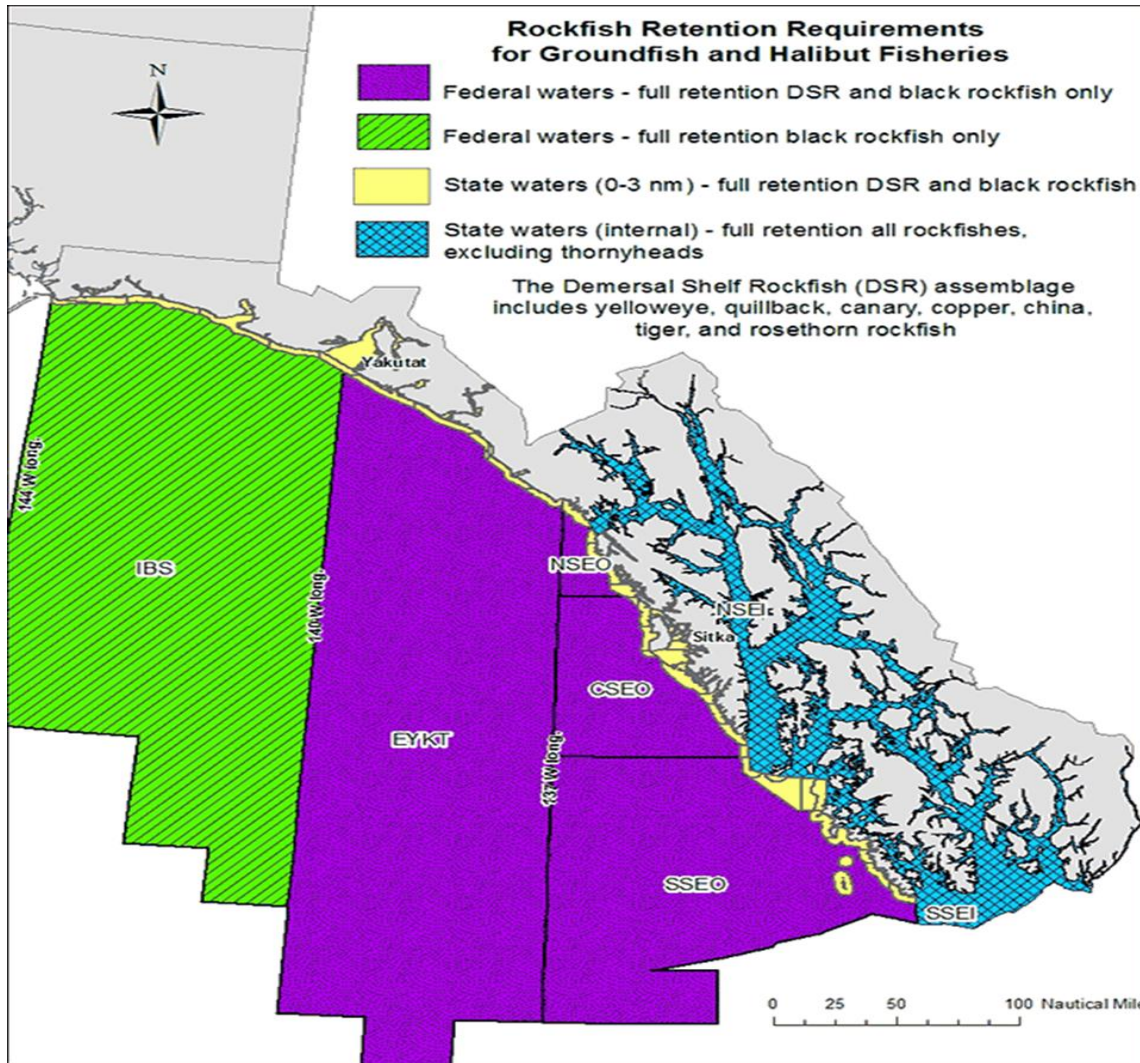 Rockfish Retention Requirements
for Groundfish and Halibut Fisheries
N
Federal waters - full retention DSR and black rockfish only
Federal waters - full retention black rockfish only
State waters (0-3 nm) - full retention DSR and black rockfish
State waters (internal) - full retention all rockfishes,
excluding thornyheads
The Demersal Shelf Rockfish (DSR) assemblage
includes yelloweye, quillback, canary, copper, china,
tiger, and rosethorn rockfish
Yakutat
144 W long.
IBS
140 W long.
NSEO
NSEI
Sitka
CSEO
EYKT
137 W long.
SSEO
SSEI
0 25 50 100 Nautical Mile